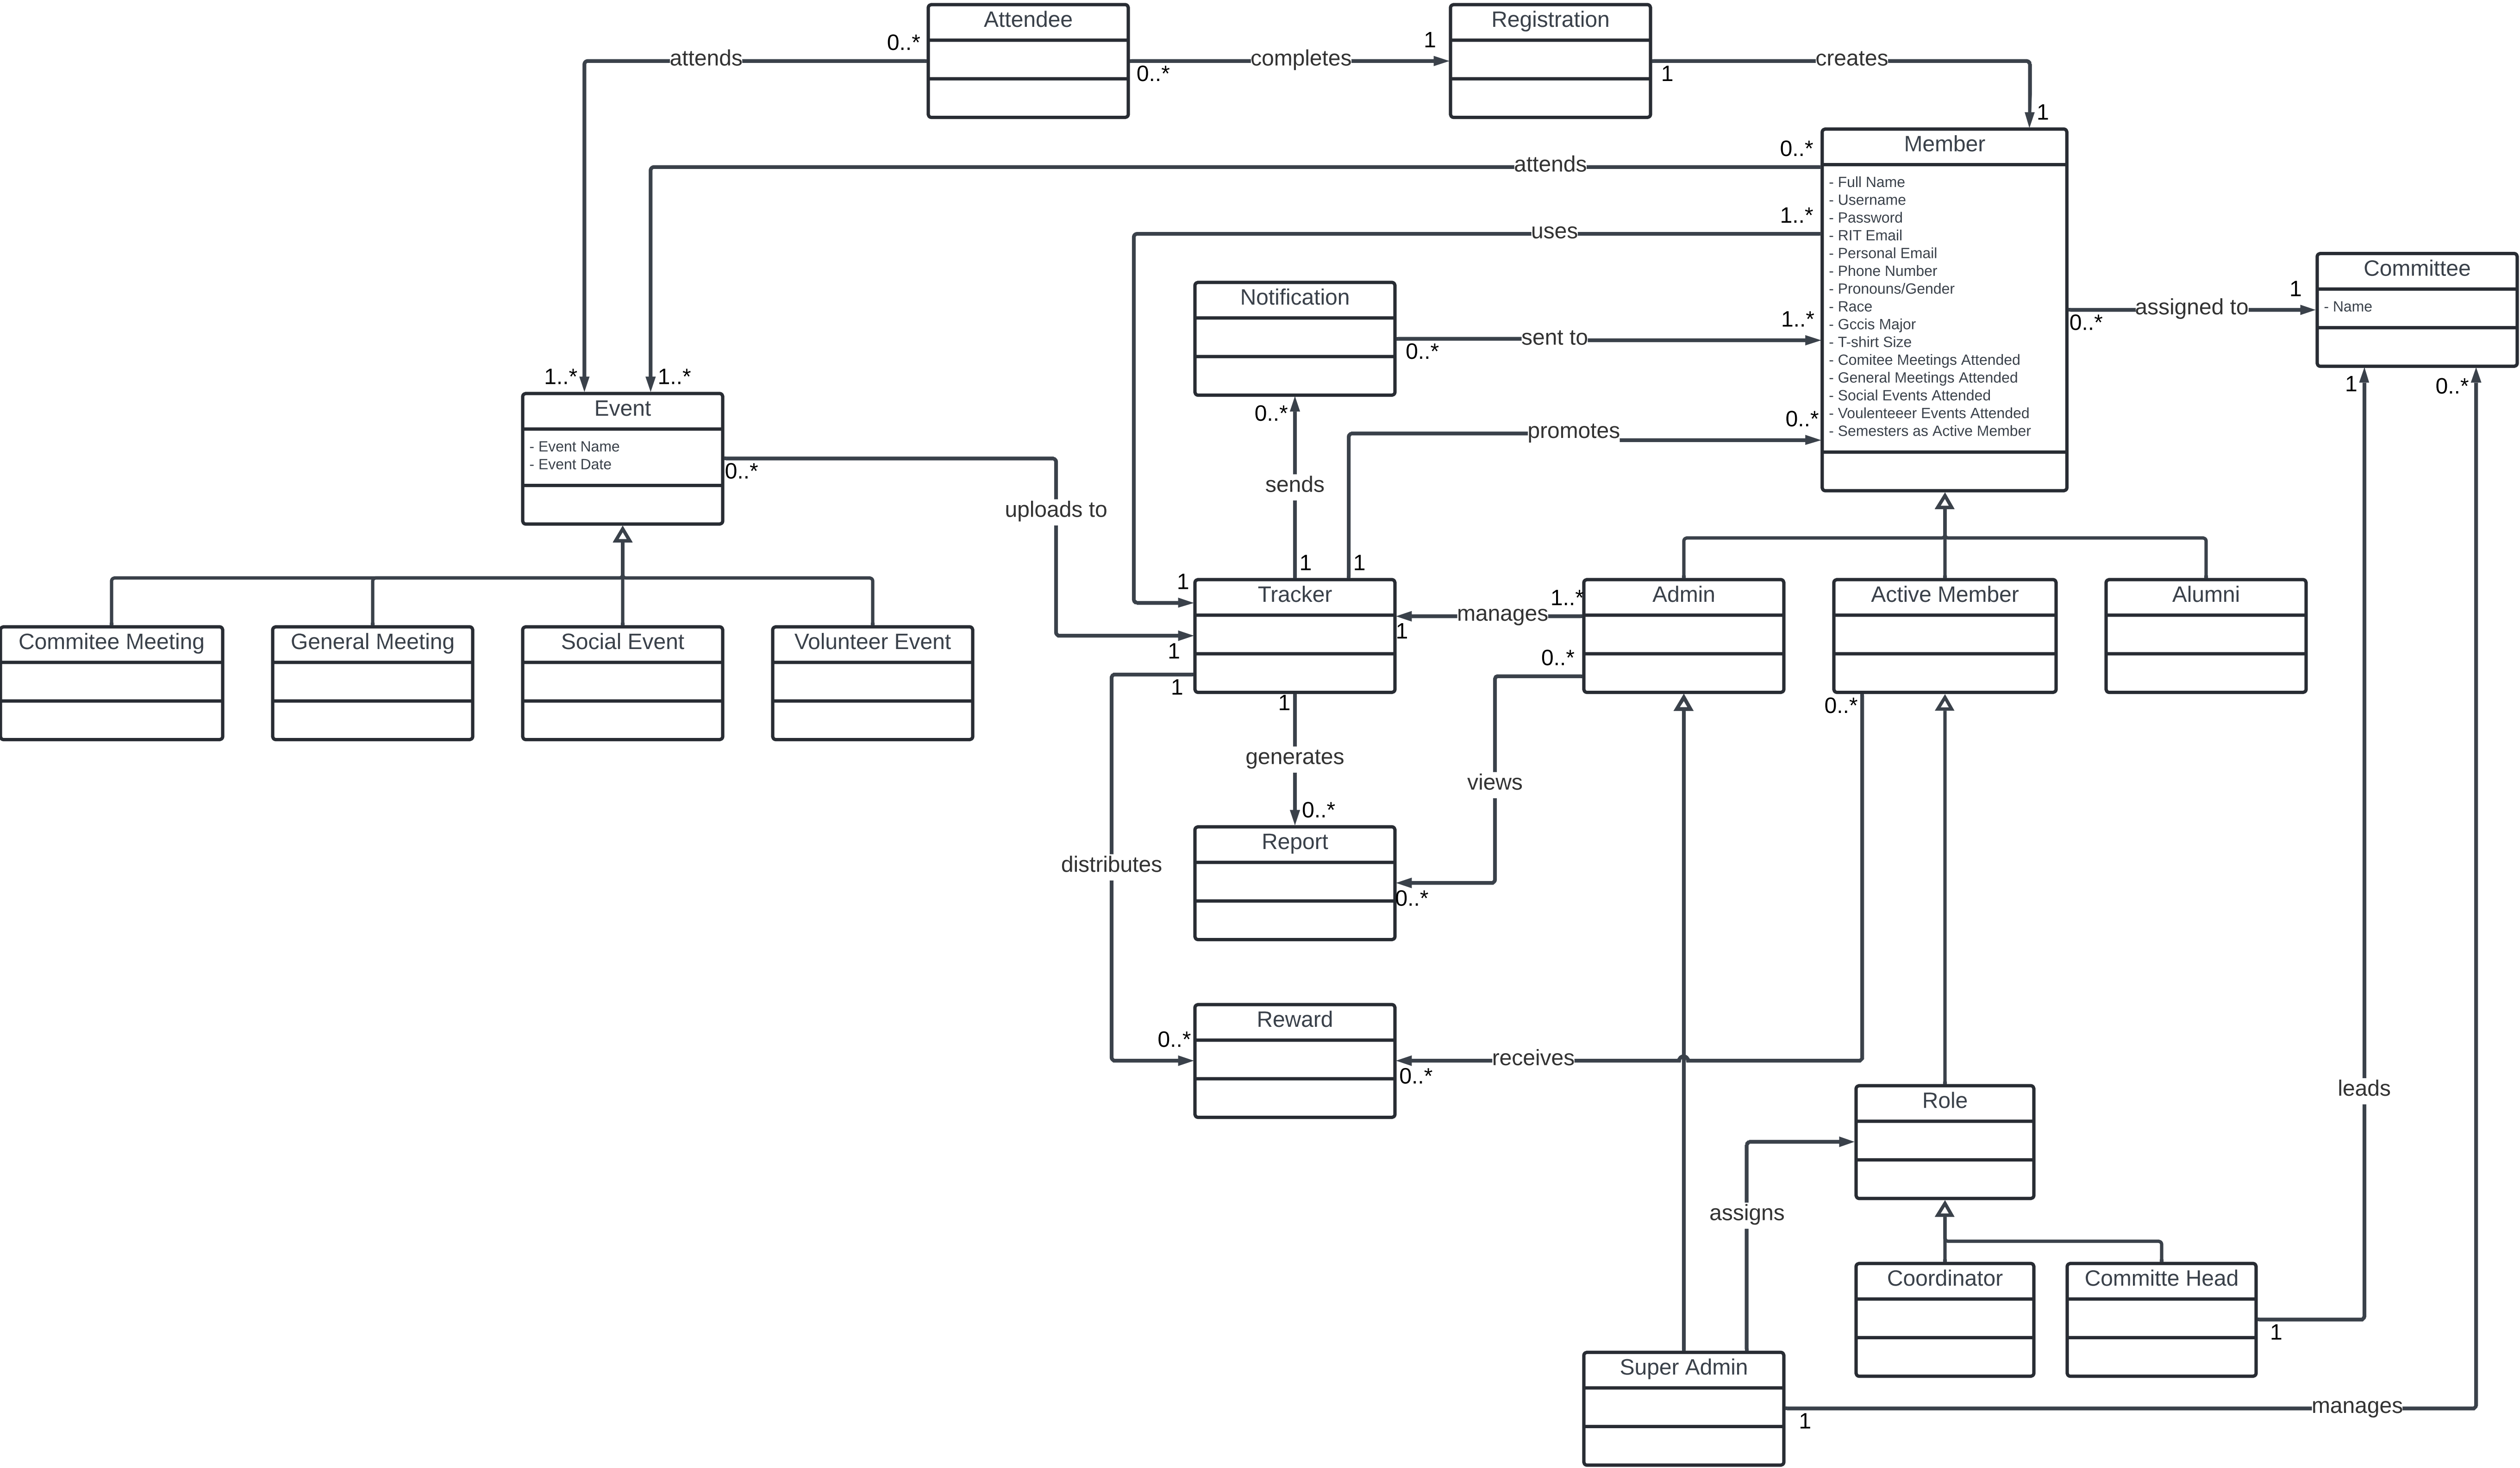 Attendee
Registration
0..*
1
attends
completes
creates
0..*
1
1
Member
0..*
attends
- Full Name
- Username
- Password
- RIT Email
- Personal Email
- Phone Number
- Pronouns/Gender
- Race
- Gccis Major
- T-shirt Size
- Comitee Meetings Attended
- General Meetings Attended
- Social Events Attended
- Voulenteeer Events Attended
- Semesters as Active Member
1..*
uses
Committee
- Name
1
assigned to
0..*
Notification
1..*
sent to
0..*
1..*
1..*
Event
- Event Name
- Event Date
0..*
0..*
0..*
promotes
1
0..*
sends
uploads to
1
1
1
Tracker
1..*
Admin
Active Member
Alumni
manages
1
Commitee Meeting
General Meeting
Social Event
Volunteer Event
1
0..*
1
1
0..*
generates
views
0..*
Report
distributes
0..*
Reward
0..*
receives
0..*
leads
Role
assigns
Coordinator
Committe Head
1
Super Admin
manages
1